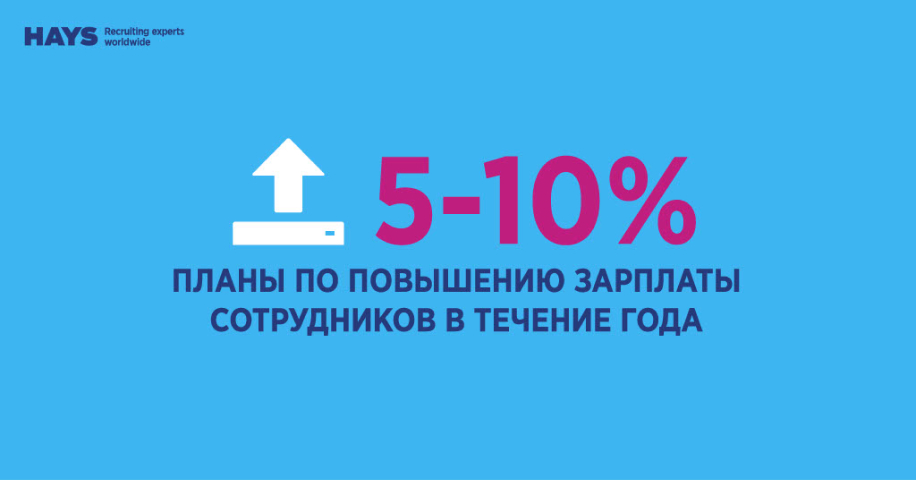 HAYS Recruiting experts
worldwide
5-10%
ПЛАНЫ ПО ПОВЫШЕНИЮ ЗАРПЛАТЫ
СОТРУДНИКОВ В ТЕЧЕНИЕ ГОДА